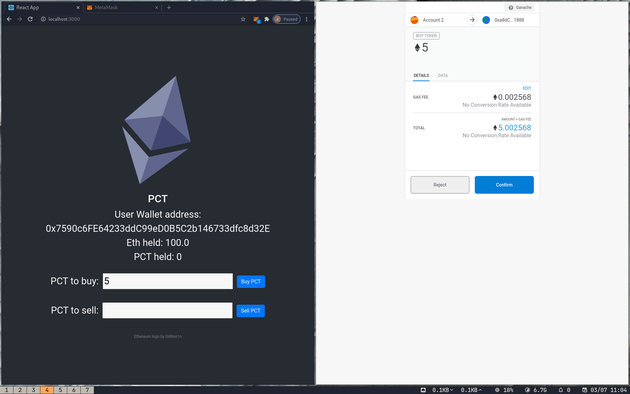 React App
MetaMask
localhost:3000
Paused
PCT
User Wallet address:
0x7590c6FE64233ddC99eD0B5C2b146733dfc8d32E
Eth held: 100.0
PCT held: 0
PCT to buy: 5 Buy PCT
PCT to sell: Sell PCT
Ethereum logo by
Ganache
Account 2
0xa8dC...1888
BUY TOKEN
5
DETAILS DATA
EDIT
GAS FEE 0.002568
No Conversion Rate Available
AMOUNT + GAS FEE
TOTAL 5.002568
No Conversion Rate Available
Reject Confirm
1 2 3 4 5 6 7
0.1KB 0.1KB 18% 6.7G 0 03/07 11:04